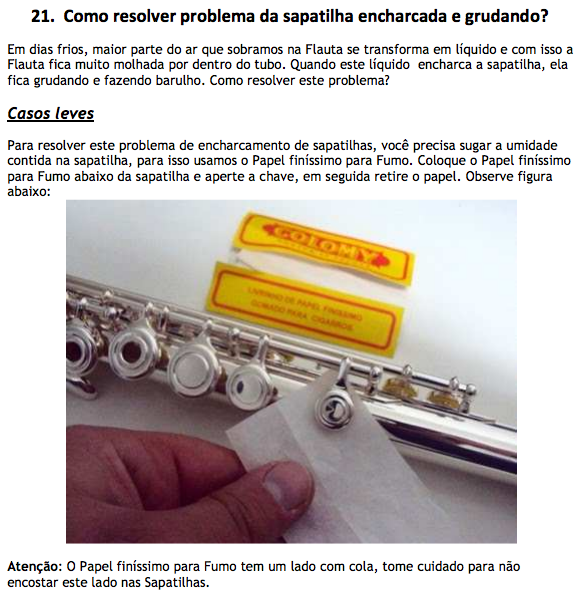 21. Como resolver problema da sapatilha encharcada e grudando?
Em dias frios, maior parte do ar que sobramos na Flauta se transforma em líquido e com isso a
Flauta fica muito molhada por dentro do tubo. Quando este líquido encharca a sapatilha, ela
fica grudando e fazendo barulho. Como resolver este problema?
Casos leves
Para resolver este problema de encharcamento de sapatilhas, você precisa sugar a umidade
contida na sapatilha, para isso usamos o Papel finíssimo para Fumo. Coloque o Papel finíssimo
para Fumo abaixo da sapatilha e aperte a chave, em seguida retire o papel. Observe figura
abaixo:
COLOMY
LIVRINHO DE PAPEL FINÍSSIMO
GOMADO PARA CIGARROS
Atenção: O Papel finíssimo para Fumo tem um lado com cola, tome cuidado para não
encostar este lado nas Sapatilhas.